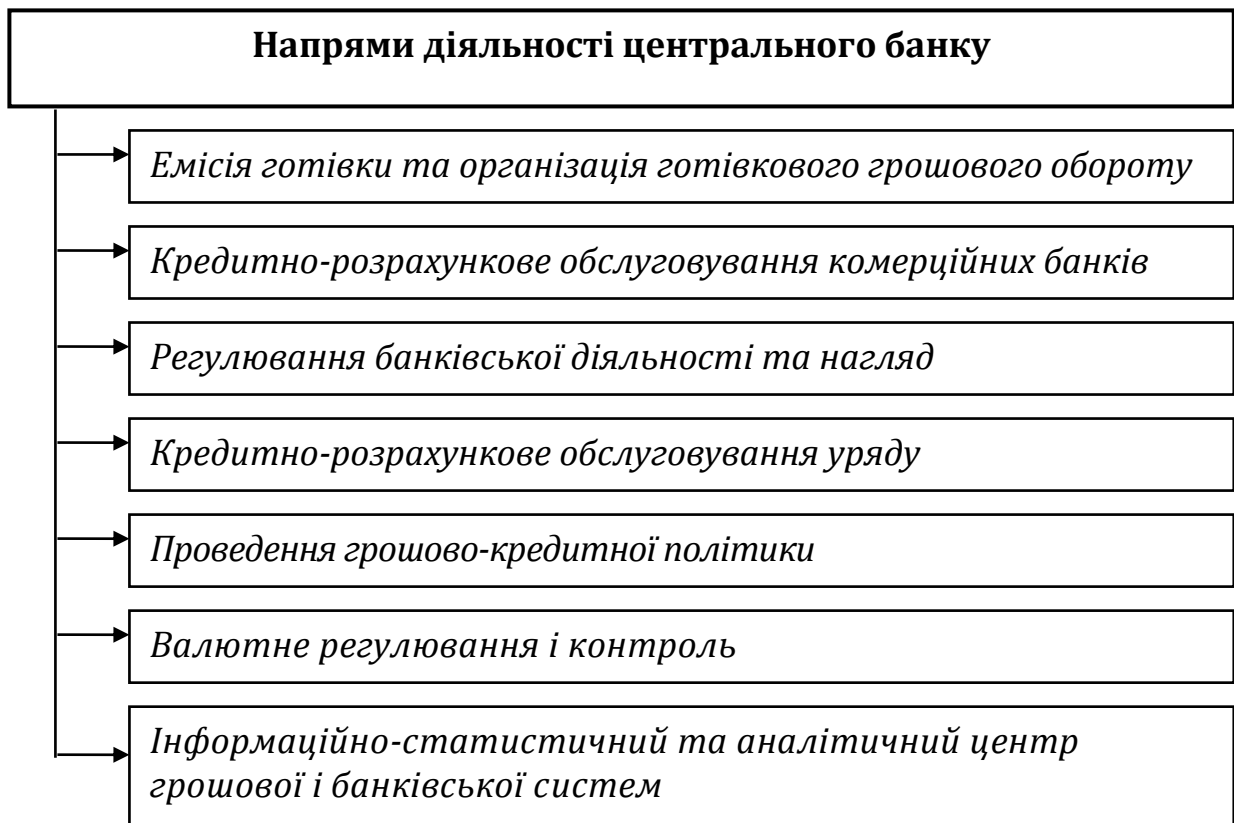 Напрями діяльності центрального банку
Емісія готівки та організація готівкового грошового обороту
Кредитно-розрахункове обслуговування комерційних банків
Регулювання банківської діяльності та нагляд
Кредитно-розрахункове обслуговування уряду
Проведення грошово-кредитної політики
Валютне регулювання і контроль
Інформаційно-статистичний та аналітичний центр
грошової і банківської систем